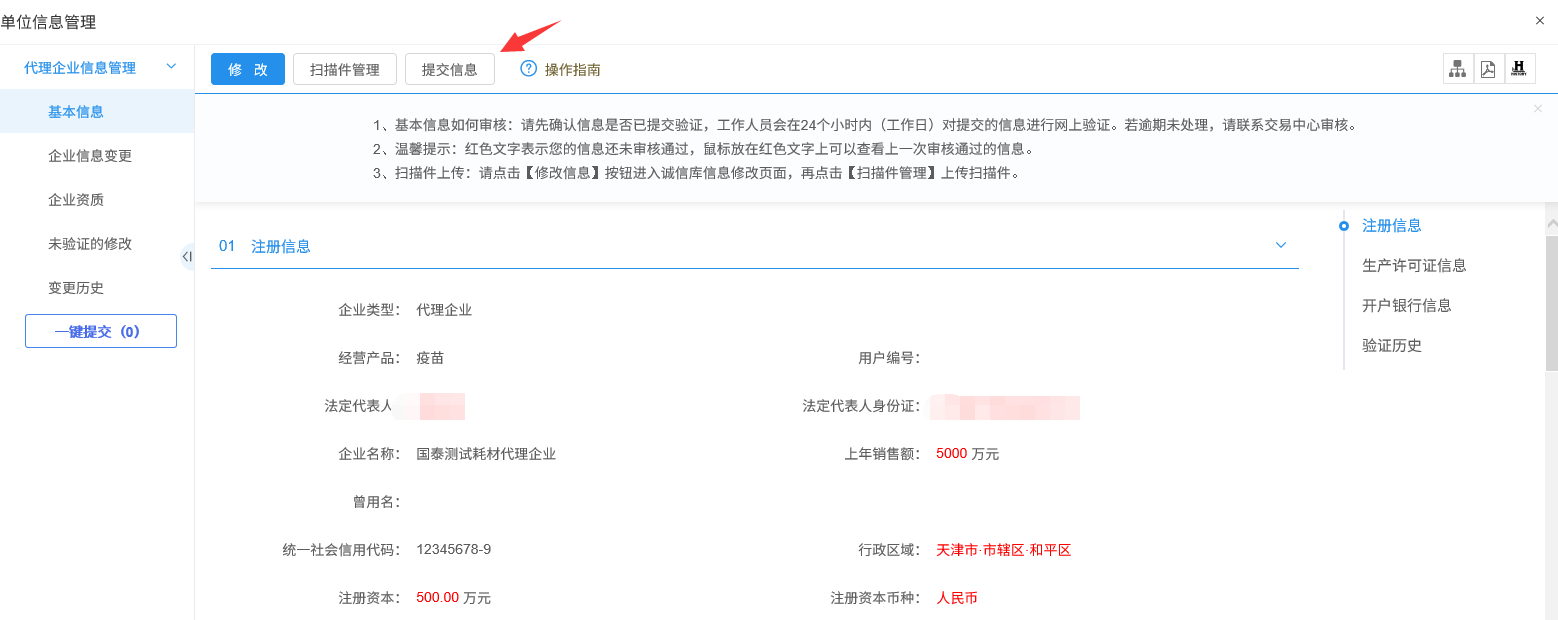 单位信息管理
代理企业信息管理
基本信息
企业信息变更
企业资质
未验证的修改
变更历史
一键提交（0）
修 改 扫描件管理 提交信息 ? 操作指南
H
HISTORY
1、基本信息如何审核：请先确认信息是否已提交验证，工作人员会在24个小时内（工作日）对提交的信息进行网上验证。若逾期未处理，请联系交易中心审核。
2、温馨提示：红色文字表示您的信息还未审核通过，鼠标放在红色文字上可以查看上一次审核通过的信息。
3、扫描件上传：请点击【修改信息】按钮进入诚信库信息修改页面，再点击【扫描件管理】上传扫描件。
01 注册信息
企业类型： 代理企业
经营产品： 疫苗 用户编号：
法定代表人 法定代表人身份证：
企业名称： 国泰测试耗材代理企业 上年销售额： 5000 万元
曾用名：
统一社会信用代码： 12345678-9 行政区域： 天津市·市辖区·和平区
注册资本： 500.00 万元 注册资本币种： 人民币
注册信息
生产许可证信息
开户银行信息
验证历史